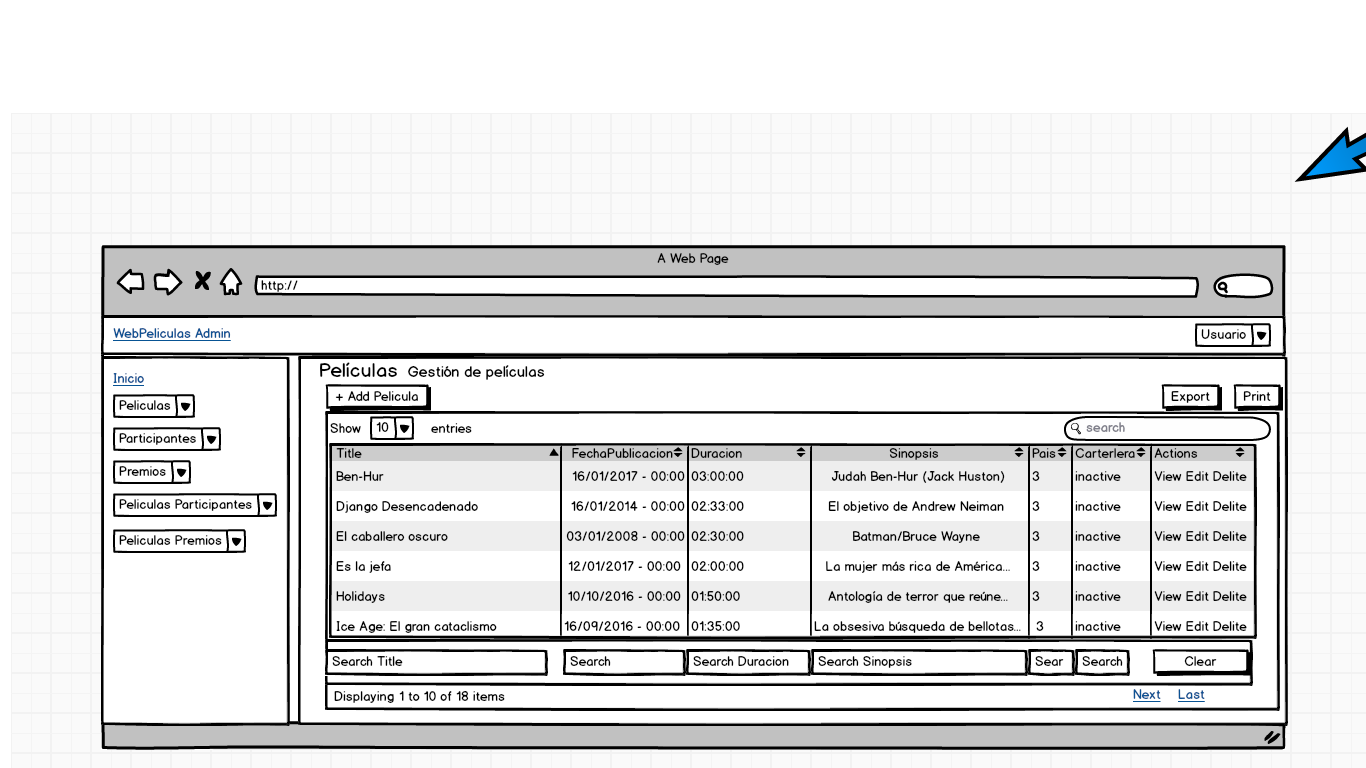 A Web Page
http://
WebPeliculas Admin
Usuario
Inicio
Peliculas
Participantes
Premios
Peliculas Participantes
Peliculas Premios
Películas Gestión de películas
+ Add Pelicula
Export
Print
Show 10 entries
search
Title FechaPublicacion Duracion Sinopsis Pais Carterlera Actions
Ben-Hur 16/01/2017 - 00:00 03:00:00 Judah Ben-Hur (Jack Huston) 3 inactive View Edit Delite
Django Desencadenado 16/01/2014 - 00:00 02:33:00 El objetivo de Andrew Neiman 3 inactive View Edit Delite
El caballero oscuro 03/01/2008 - 00:00 02:30:00 Batman/Bruce Wayne 3 inactive View Edit Delite
Es la jefa 12/01/2017 - 00:00 02:00:00 La mujer más rica de América... 3 inactive View Edit Delite
Holidays 10/10/2016 - 00:00 01:50:00 Antología de terror que reúne... 3 inactive View Edit Delite
Ice Age: El gran cataclismo 16/09/2016 - 00:00 01:35:00 La obsesiva búsqueda de bellotas... 3 inactive View Edit Delite
Search Title Search Search Duracion Search Sinopsis Sear Search Clear
Displaying 1 to 10 of 18 items
Next Last